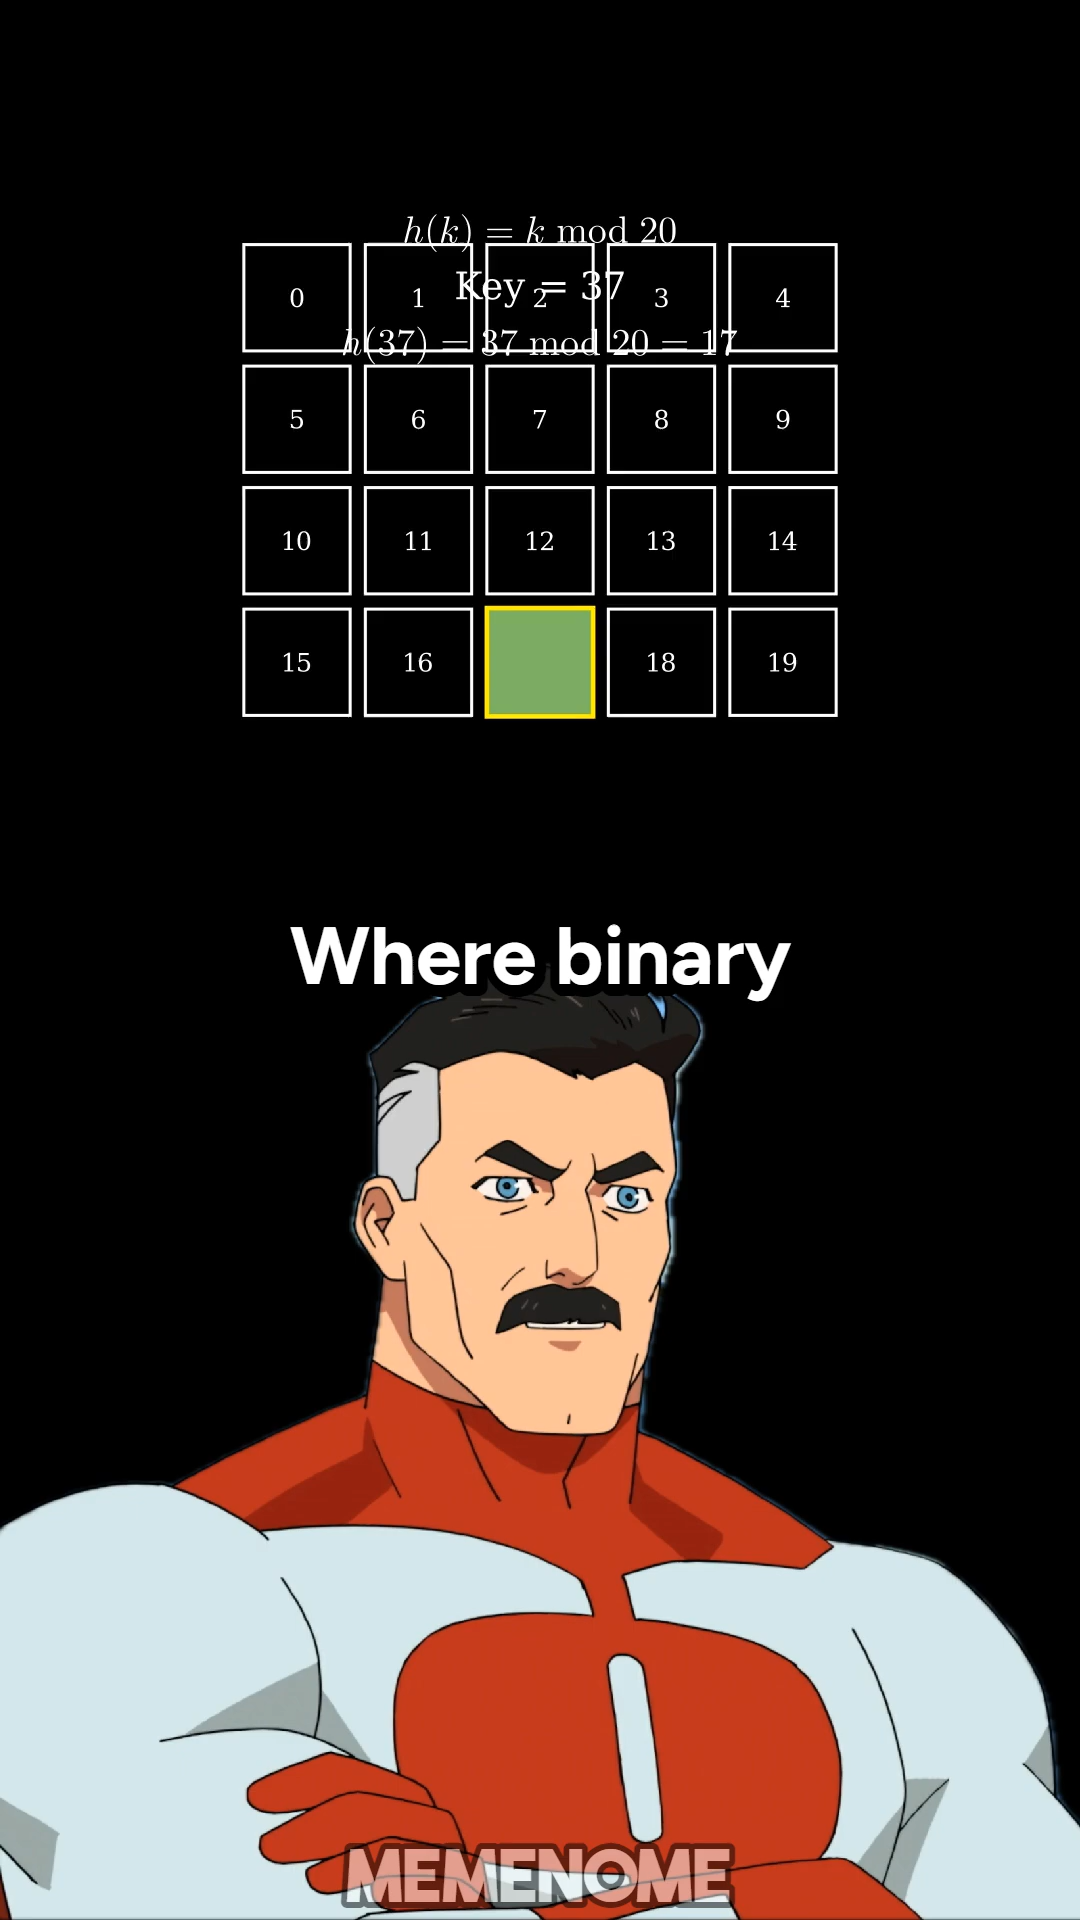 h(k) = k mod 20
Key = 37
h(37) = 37 mod 20 = 17
0 1 2 3 4
5 6 7 8 9
10 11 12 13 14
15 16 18 19
Where binary
MEMENOME